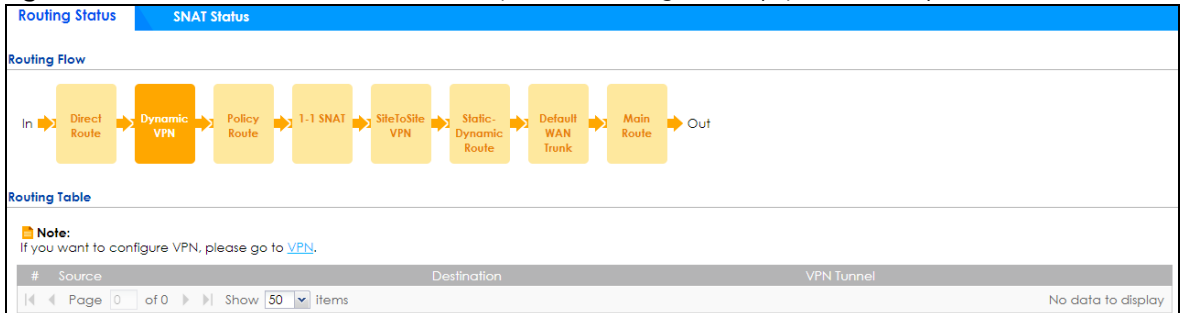 Routing Status SNAT Status
Routing Flow
In Direct Route Dynamic VPN Policy Route 1-1 SNAT SiteToSite VPN Static-Dynamic Route Default WAN Trunk Main Route Out
Routing Table
Note:
If you want to configure VPN, please go to VPN.
# Source Destination VPN Tunnel
Page 0 of 0 Show 50 items No data to display